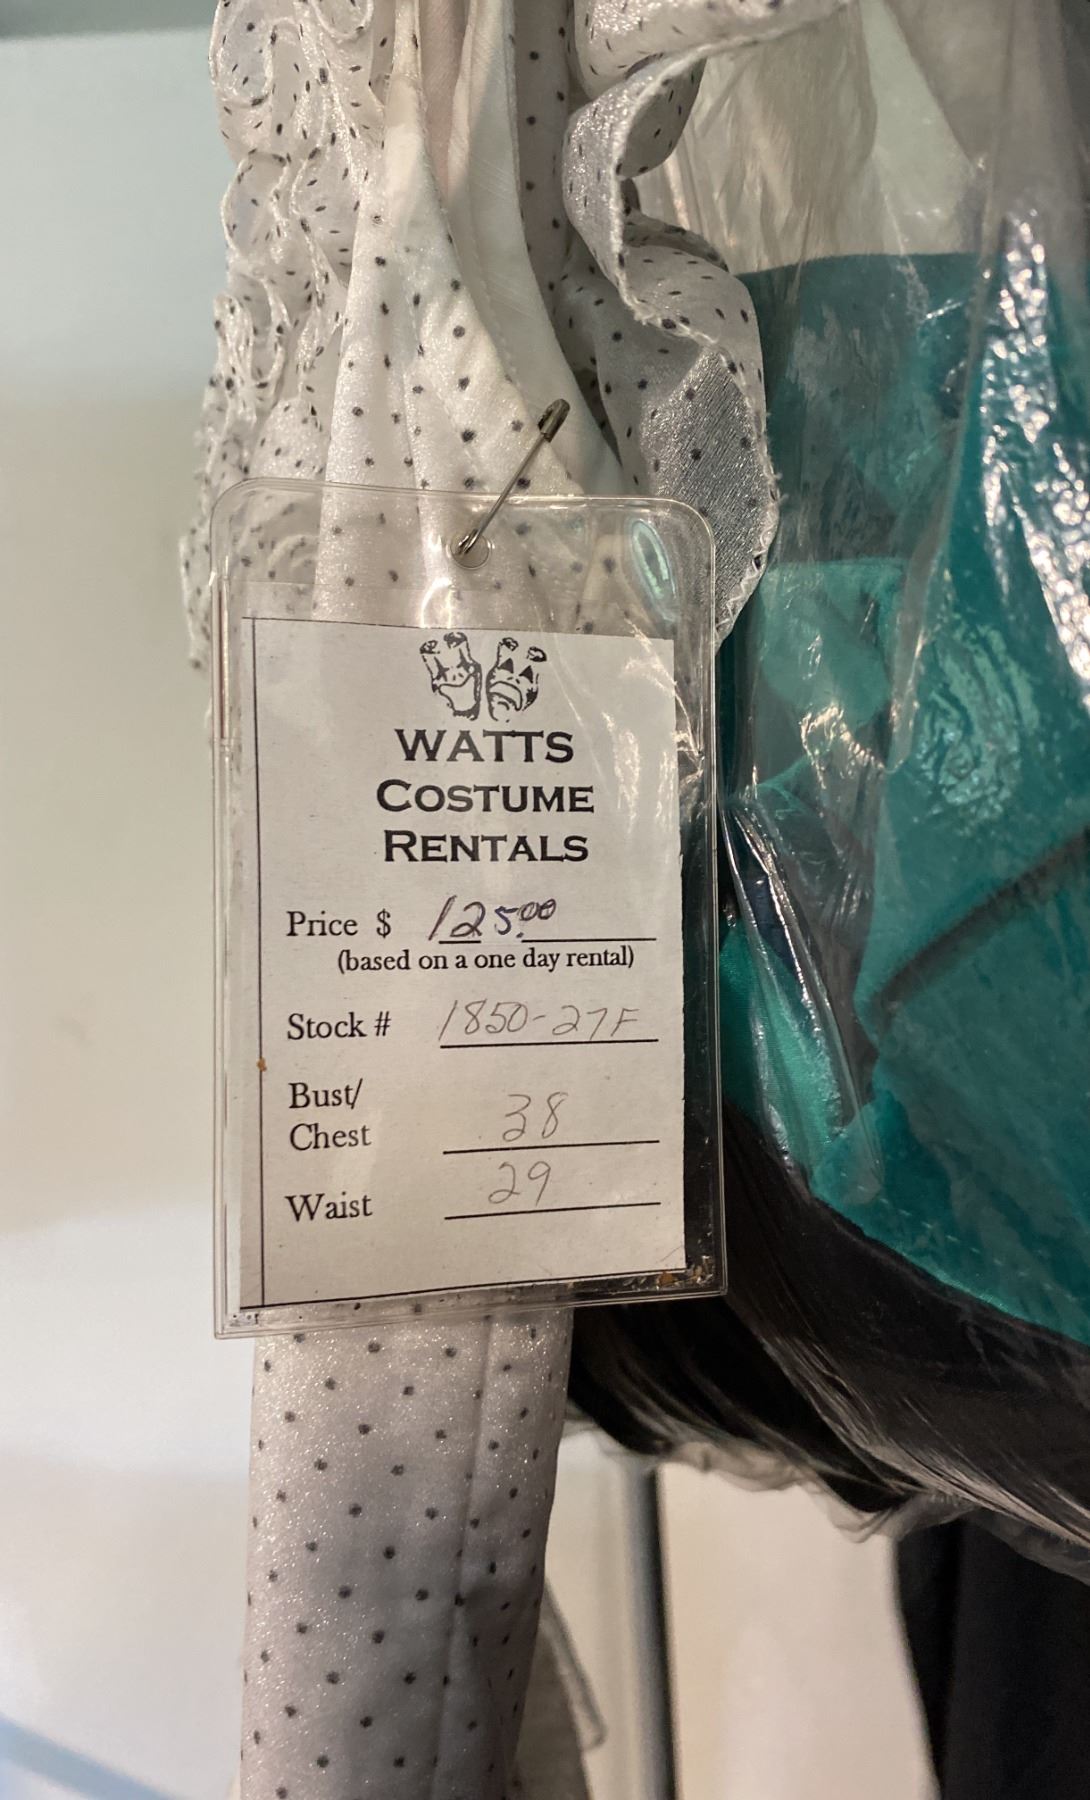 WATTS
COSTUME
RENTALS
Price $ 125.00
(based on a one day rental)
Stock # 1850-27F
Bust/
Chest 38
Waist 29